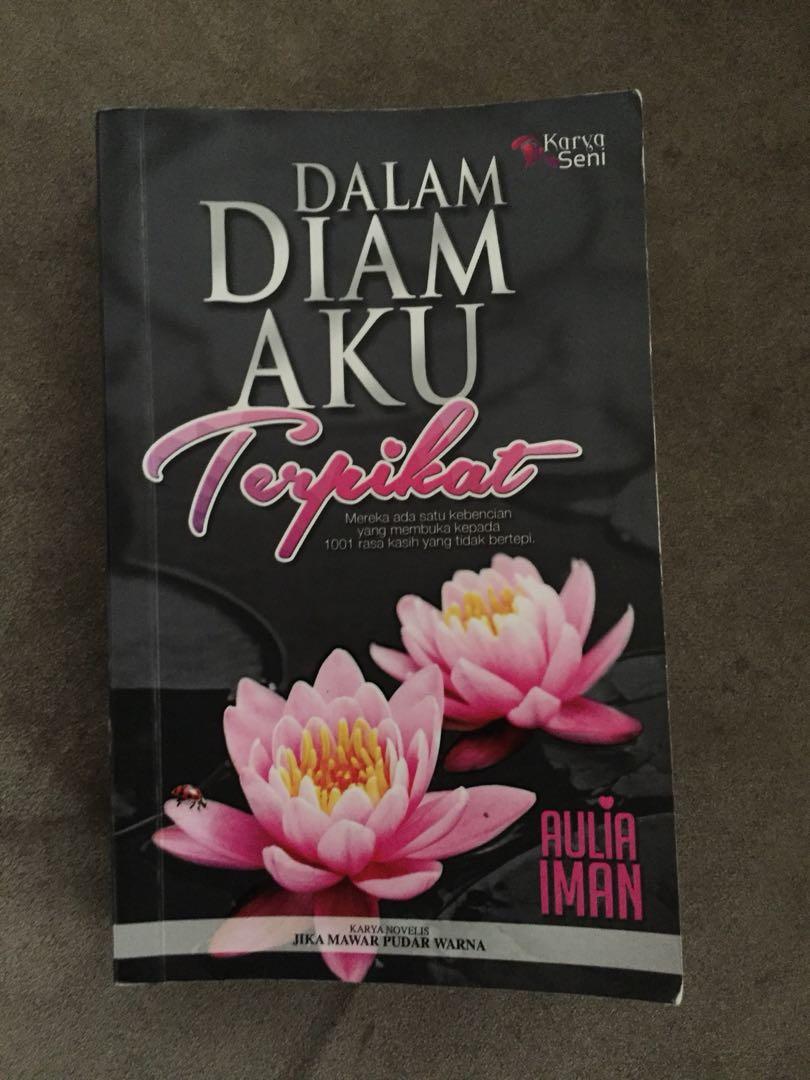 Karya
Seni
DALAM
DIAM
AKU
Terpikat
Mereka ada satu kebencian
yang membuka kepada
1001 rasa kasih yang tidak bertepi.
AULIA
IMAN
KARYA NOVELIS
JIKA MAWAR PUDAR WARNA